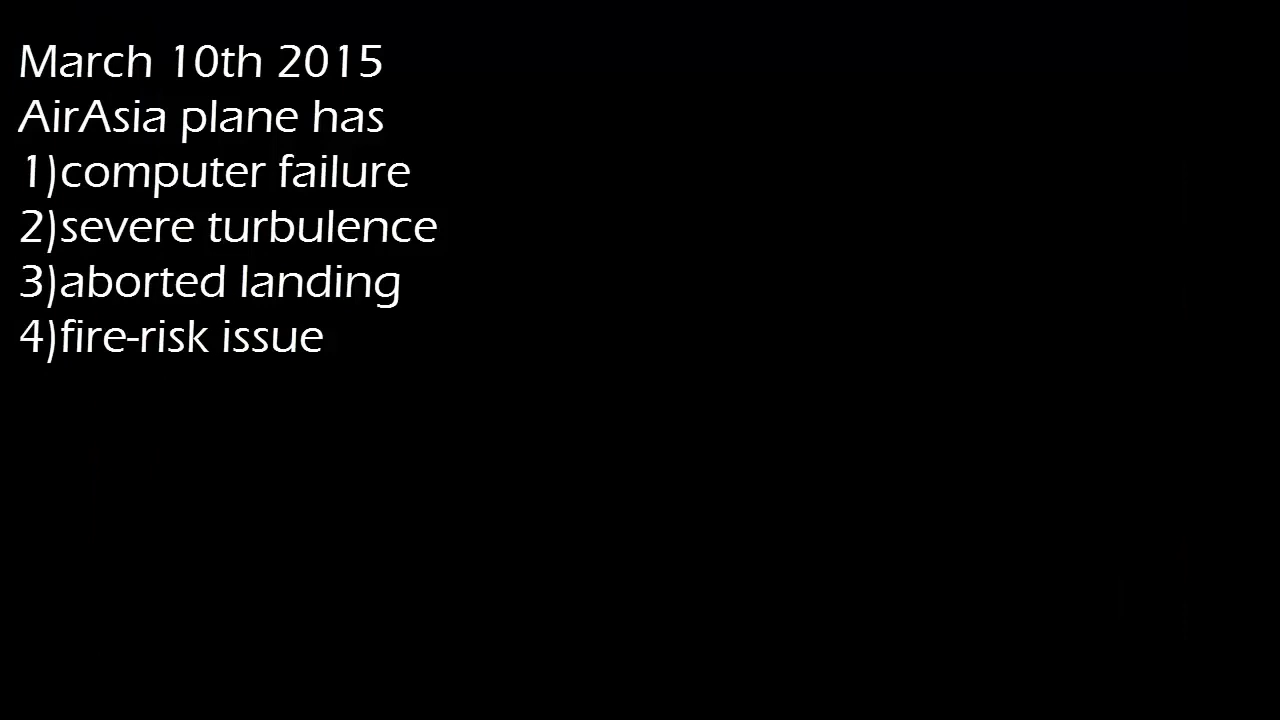 March 10th 2015
AirAsia plane has
1)computer failure
2)severe turbulence
3)aborted landing
4)fire-risk issue